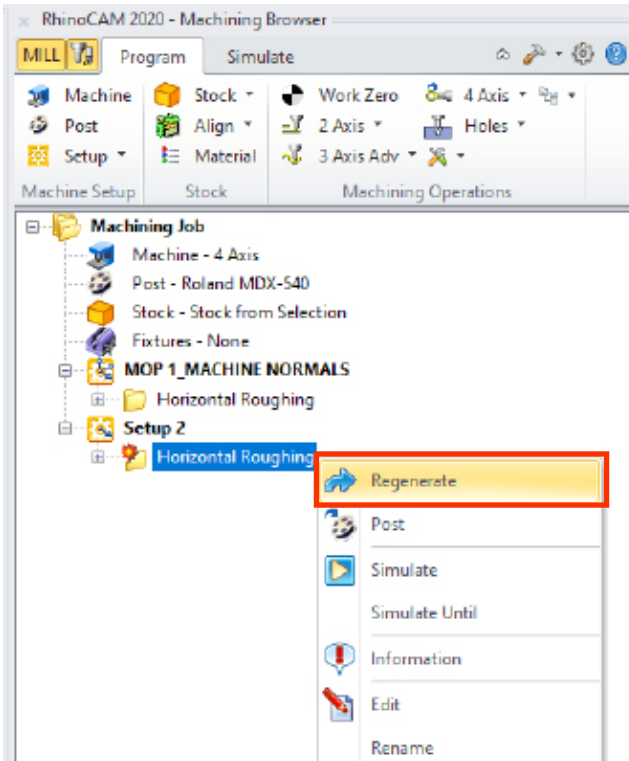 RhinoCAM 2020 - Machining Browser
MILL Program Simulate
Machine Stock Work Zero 4 Axis
Post Align 2 Axis Holes
Setup Material 3 Axis Adv
Machine Setup Stock Machining Operations
Machining Job
Machine - 4 Axis
Post - Roland MDX-540
Stock - Stock from Selection
Fixtures - None
MOP 1_MACHINE NORMALS
Horizontal Roughing
Setup 2
Horizontal Roughing
Regenerate
Post
Simulate
Simulate Until
Information
Edit
Rename